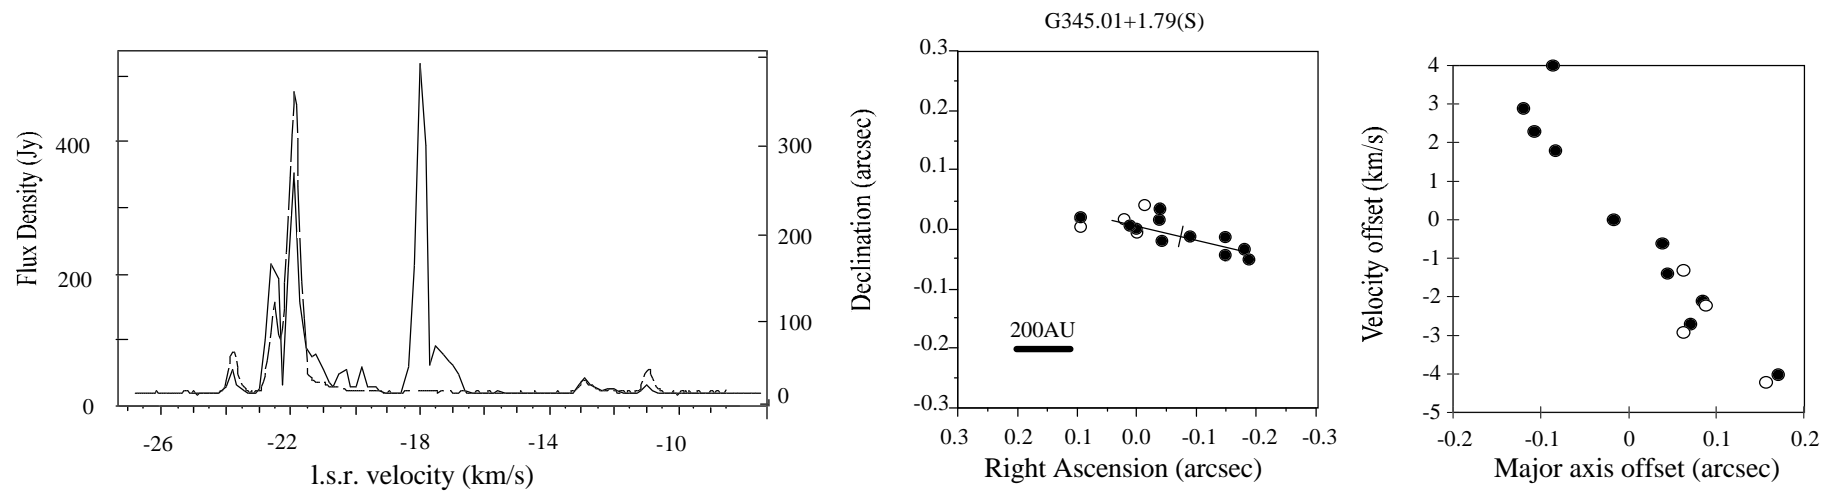 G345.01+1.79(S)
Flux Density (Jy)
400
200
0
300
200
100
0
-26 -22 -18 -14 -10
l.s.r. velocity (km/s)
Declination (arcsec)
0.3
0.2
0.1
0.0
-0.1
-0.2
-0.3
200AU
0.3 0.2 0.1 0.0 -0.1 -0.2 -0.3
Right Ascension (arcsec)
Velocity offset (km/s)
4
3
2
1
0
-1
-2
-3
-4
-5
-0.2 -0.1 0 0.1 0.2
Major axis offset (arcsec)